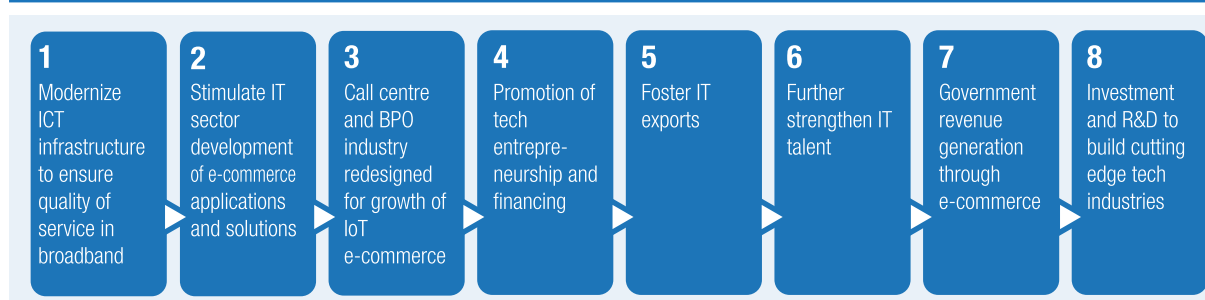 1
Modernize
ICT
infrastructure
to ensure
quality of
service in
broadband
2
Stimulate IT
sector
development
of e-commerce
applications
and solutions
3
Call centre
and BPO
industry
redesigned
for growth of
IoT
e-commerce
4
Promotion of
tech
entrepre-
neurship and
financing
5
Foster IT
exports
6
Further
strengthen IT
talent
7
Government
revenue
generation
through
e-commerce
8
Investment
and R&D to
build cutting
edge tech
industries